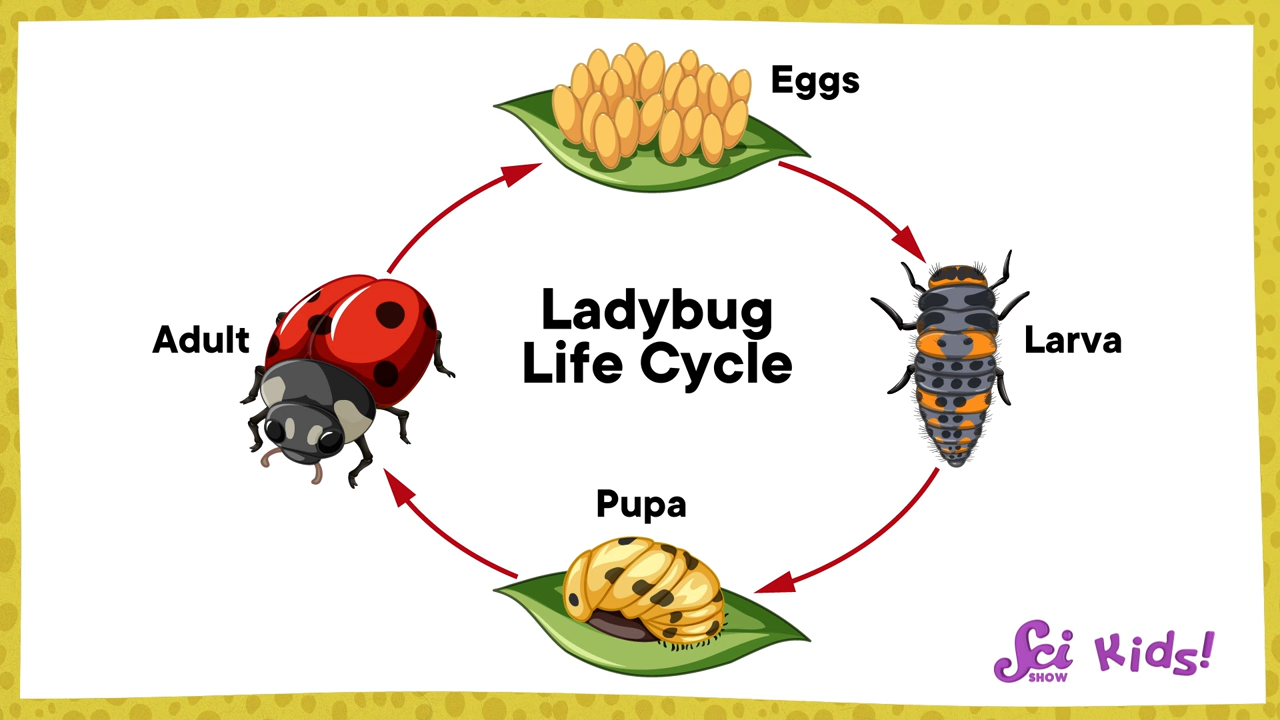 Eggs
Ladybug
Life Cycle
Adult
Larva
Pupa
Sci Kids!
SHOW